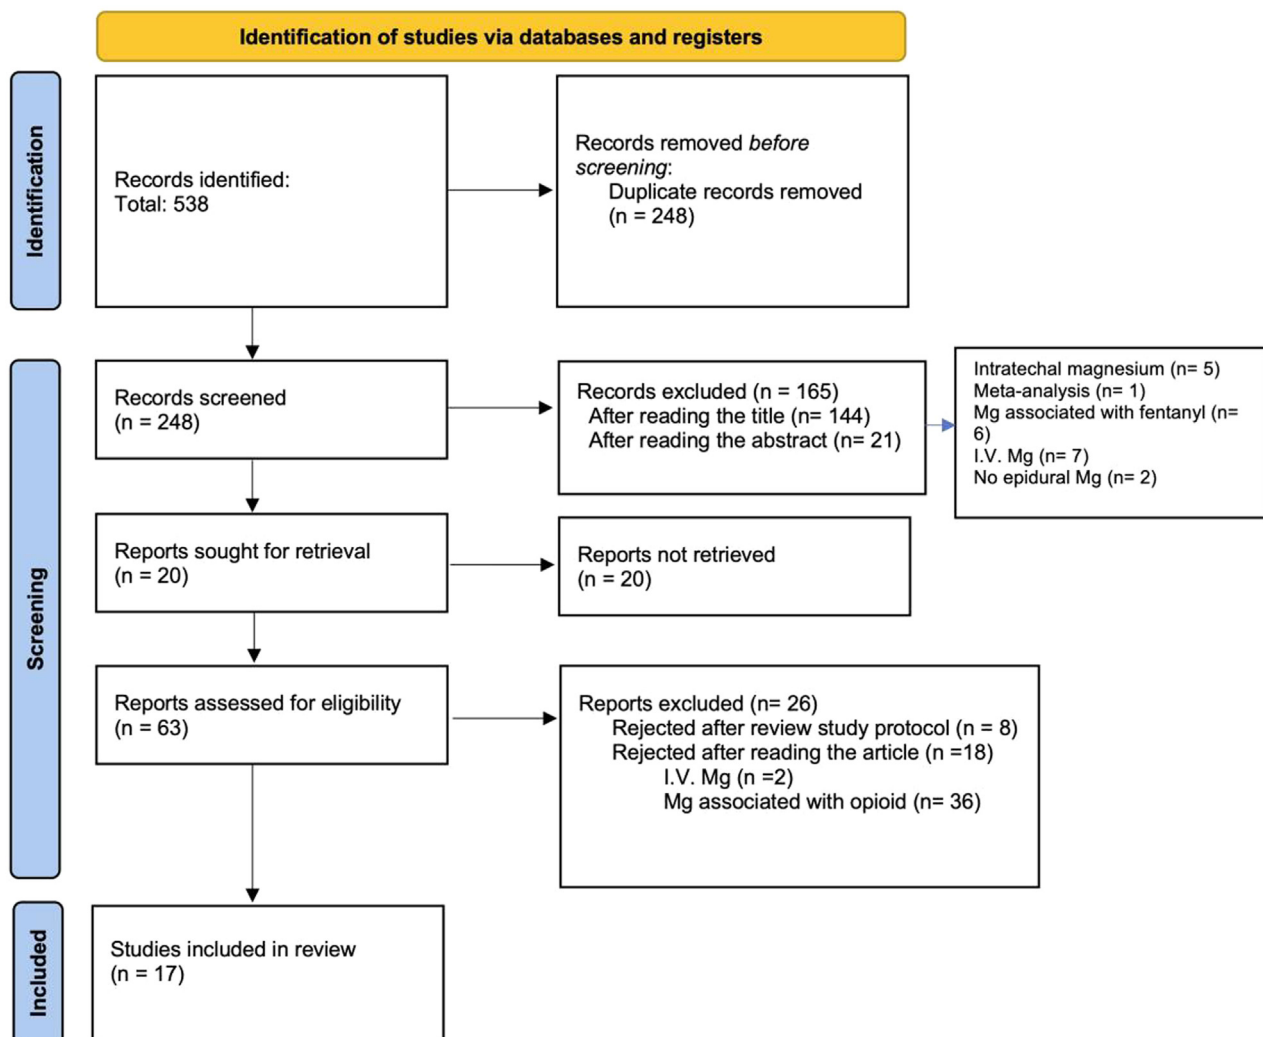 Identification of studies via databases and registers
Identification
Records identified:
Total: 538
Records removed before
screening:
Duplicate records removed
(n = 248)
Screening
Records screened
(n = 248)
Records excluded (n = 165)
After reading the title (n= 144)
After reading the abstract (n= 21)
Intratechal magnesium (n= 5)
Meta-analysis (n= 1)
Mg associated with fentanyl (n=
6)
I.V. Mg (n= 7)
No epidural Mg (n= 2)
Reports sought for retrieval
(n = 20)
Reports not retrieved
(n = 20)
Reports assessed for eligibility
(n = 63)
Reports excluded (n= 26)
Rejected after review study protocol (n = 8)
Rejected after reading the article (n =18)
I.V. Mg (n =2)
Mg associated with opioid (n= 36)
Included
Studies included in review
(n = 17)